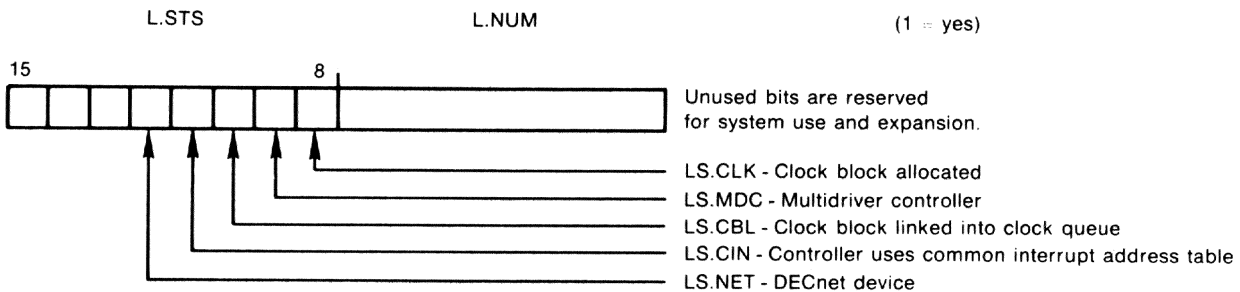 L.STS L.NUM (1 = yes)
15 8
Unused bits are reserved
for system use and expansion.
LS.CLK - Clock block allocated
LS.MDC - Multidriver controller
LS.CBL - Clock block linked into clock queue
LS.CIN - Controller uses common interrupt address table
LS.NET - DECnet device